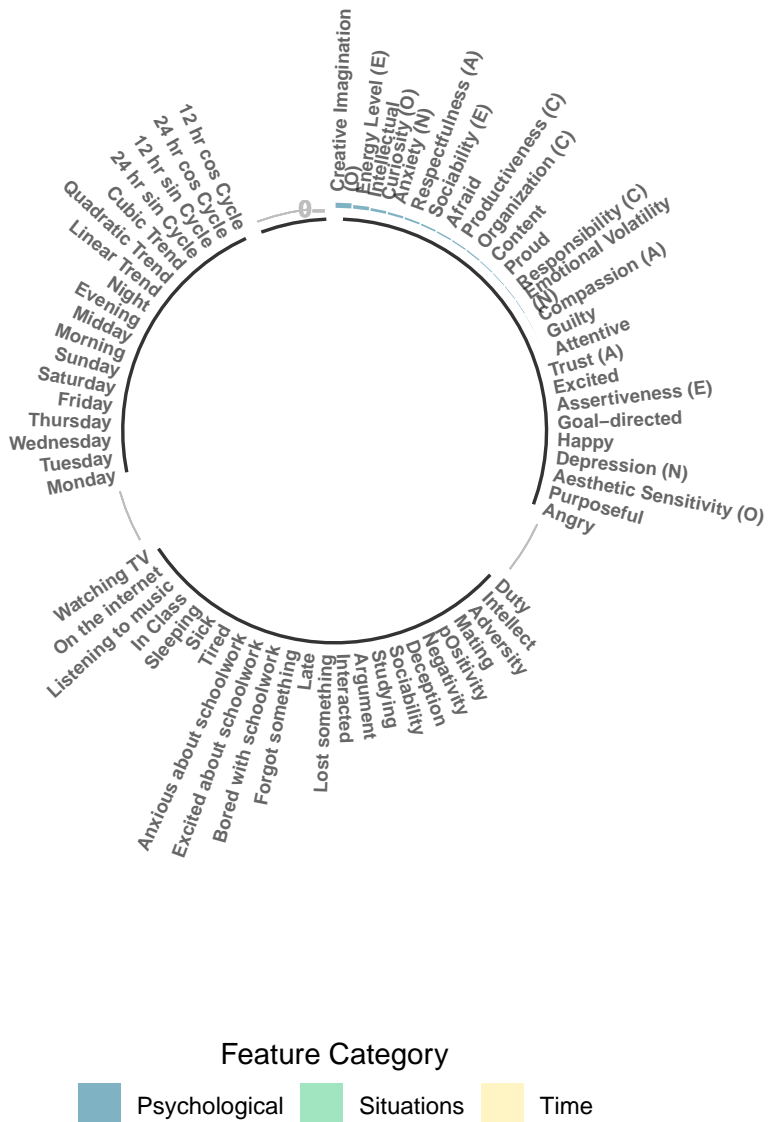 Creative Imagination
(O)
Energy Level (E)
Intellectual
Curiosity (O)
Anxiety (N)
Respectfulness (A)
Sociability (E)
Afraid
Productiveness (C)
Organization (C)
Content
Proud
Responsibility (C)
Emotional Volatility
(N)
Compassion (A)
Guilty
Attentive
Trust (A)
Excited
Assertiveness (E)
Goal–directed
Happy
Depression (N)
Aesthetic Sensitivity (O)
Purposeful
Angry
Duty
Intellect
Adversity
Mating
pOsitivity
Negativity
Deception
Sociability
Studying
Argument
Interacted
Lost something
Late
Forgot something
Bored with schoolwork
Excited about schoolwork
Anxious about schoolwork
Tired
Sick
Sleeping
In Class
Listening to music
On the internet
Watching TV
Monday
Tuesday
Wednesday
Thursday
Friday
Saturday
Sunday
Morning
Midday
Evening
Night
Linear Trend
Quadratic Trend
Cubic Trend
24 hr sin Cycle
12 hr sin Cycle
24 hr cos Cycle
12 hr cos Cycle
0
Feature Category
Psychological
Situations
Time